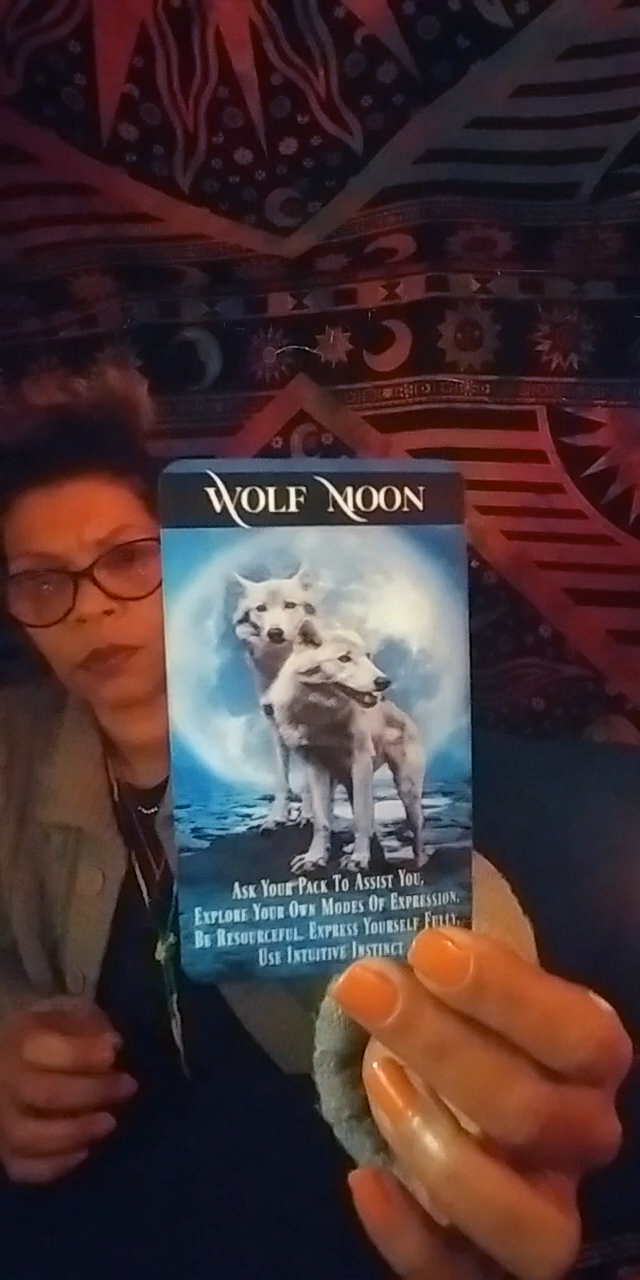 WOLF MOON
ASK YOUR PACK TO ASSIST YOU.
EXPLORE YOUR OWN MODES OF EXPRESSION.
BE RESOURCEFUL. EXPRESS YOURSELF FULLY.
USE INTUITIVE INSTINCT